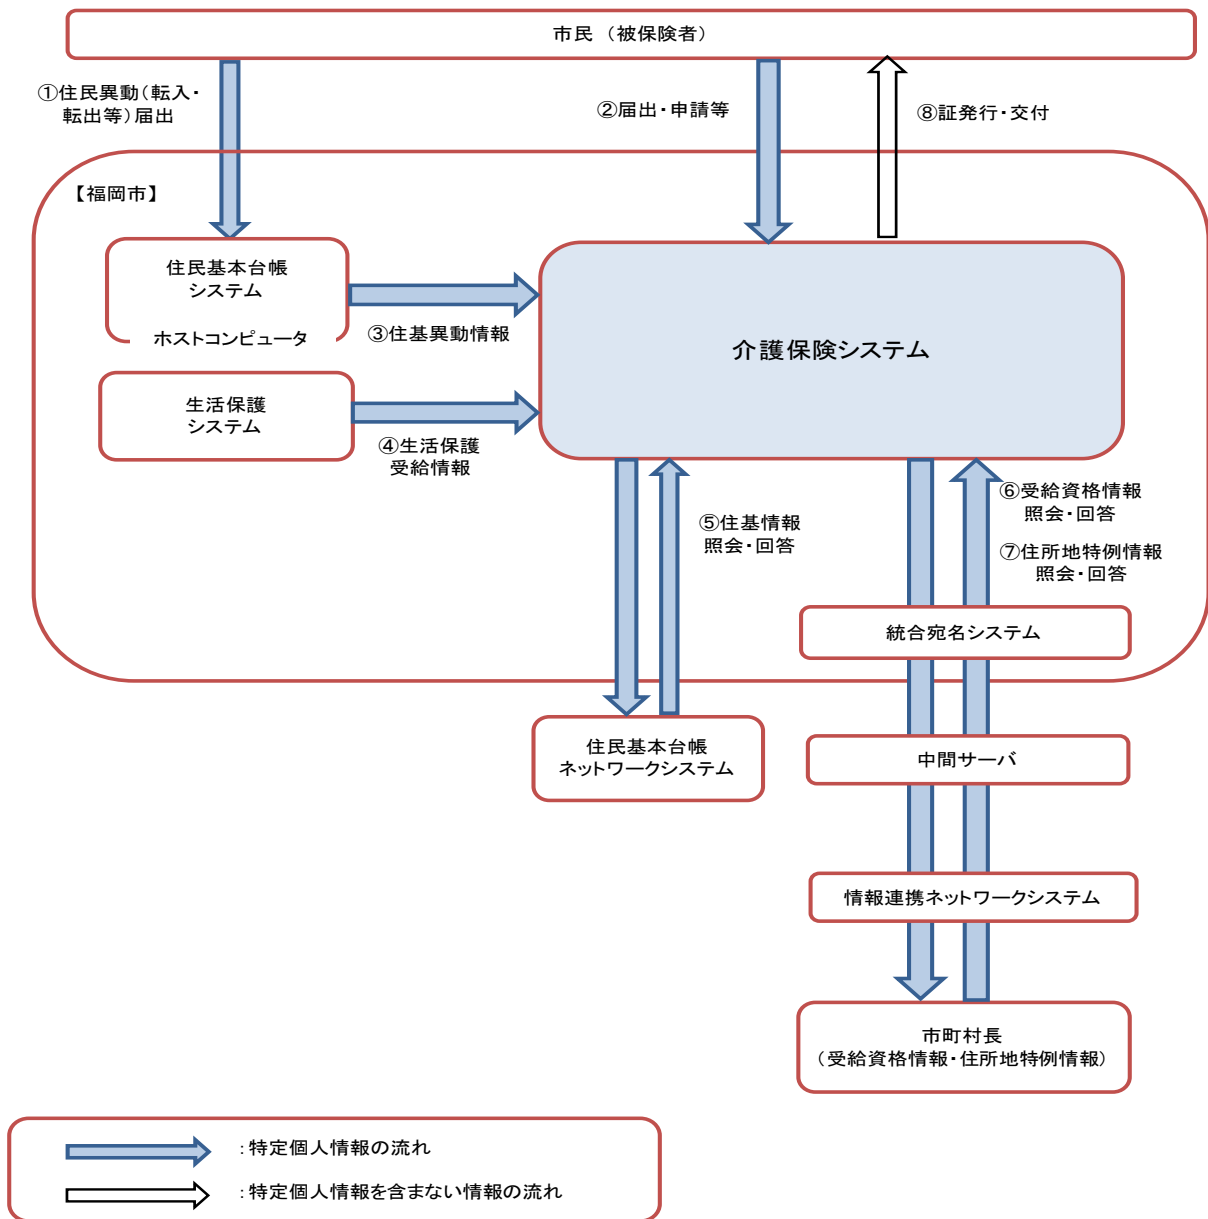 市民 （被保険者）
①住民異動（転入・
転出等）届出
②届出・申請等
⑧証発行・交付
【福岡市】
住民基本台帳
システム
ホストコンピュータ
③住基異動情報
介護保険システム
生活保護
システム
④生活保護
受給情報
⑤住基情報
照会・回答
⑥受給資格情報
照会・回答
⑦住所地特例情報
照会・回答
統合宛名システム
住民基本台帳
ネットワークシステム
中間サーバ
情報連携ネットワークシステム
市町村長
（受給資格情報・住所地特例情報）
：特定個人情報の流れ
：特定個人情報を含まない情報の流れ